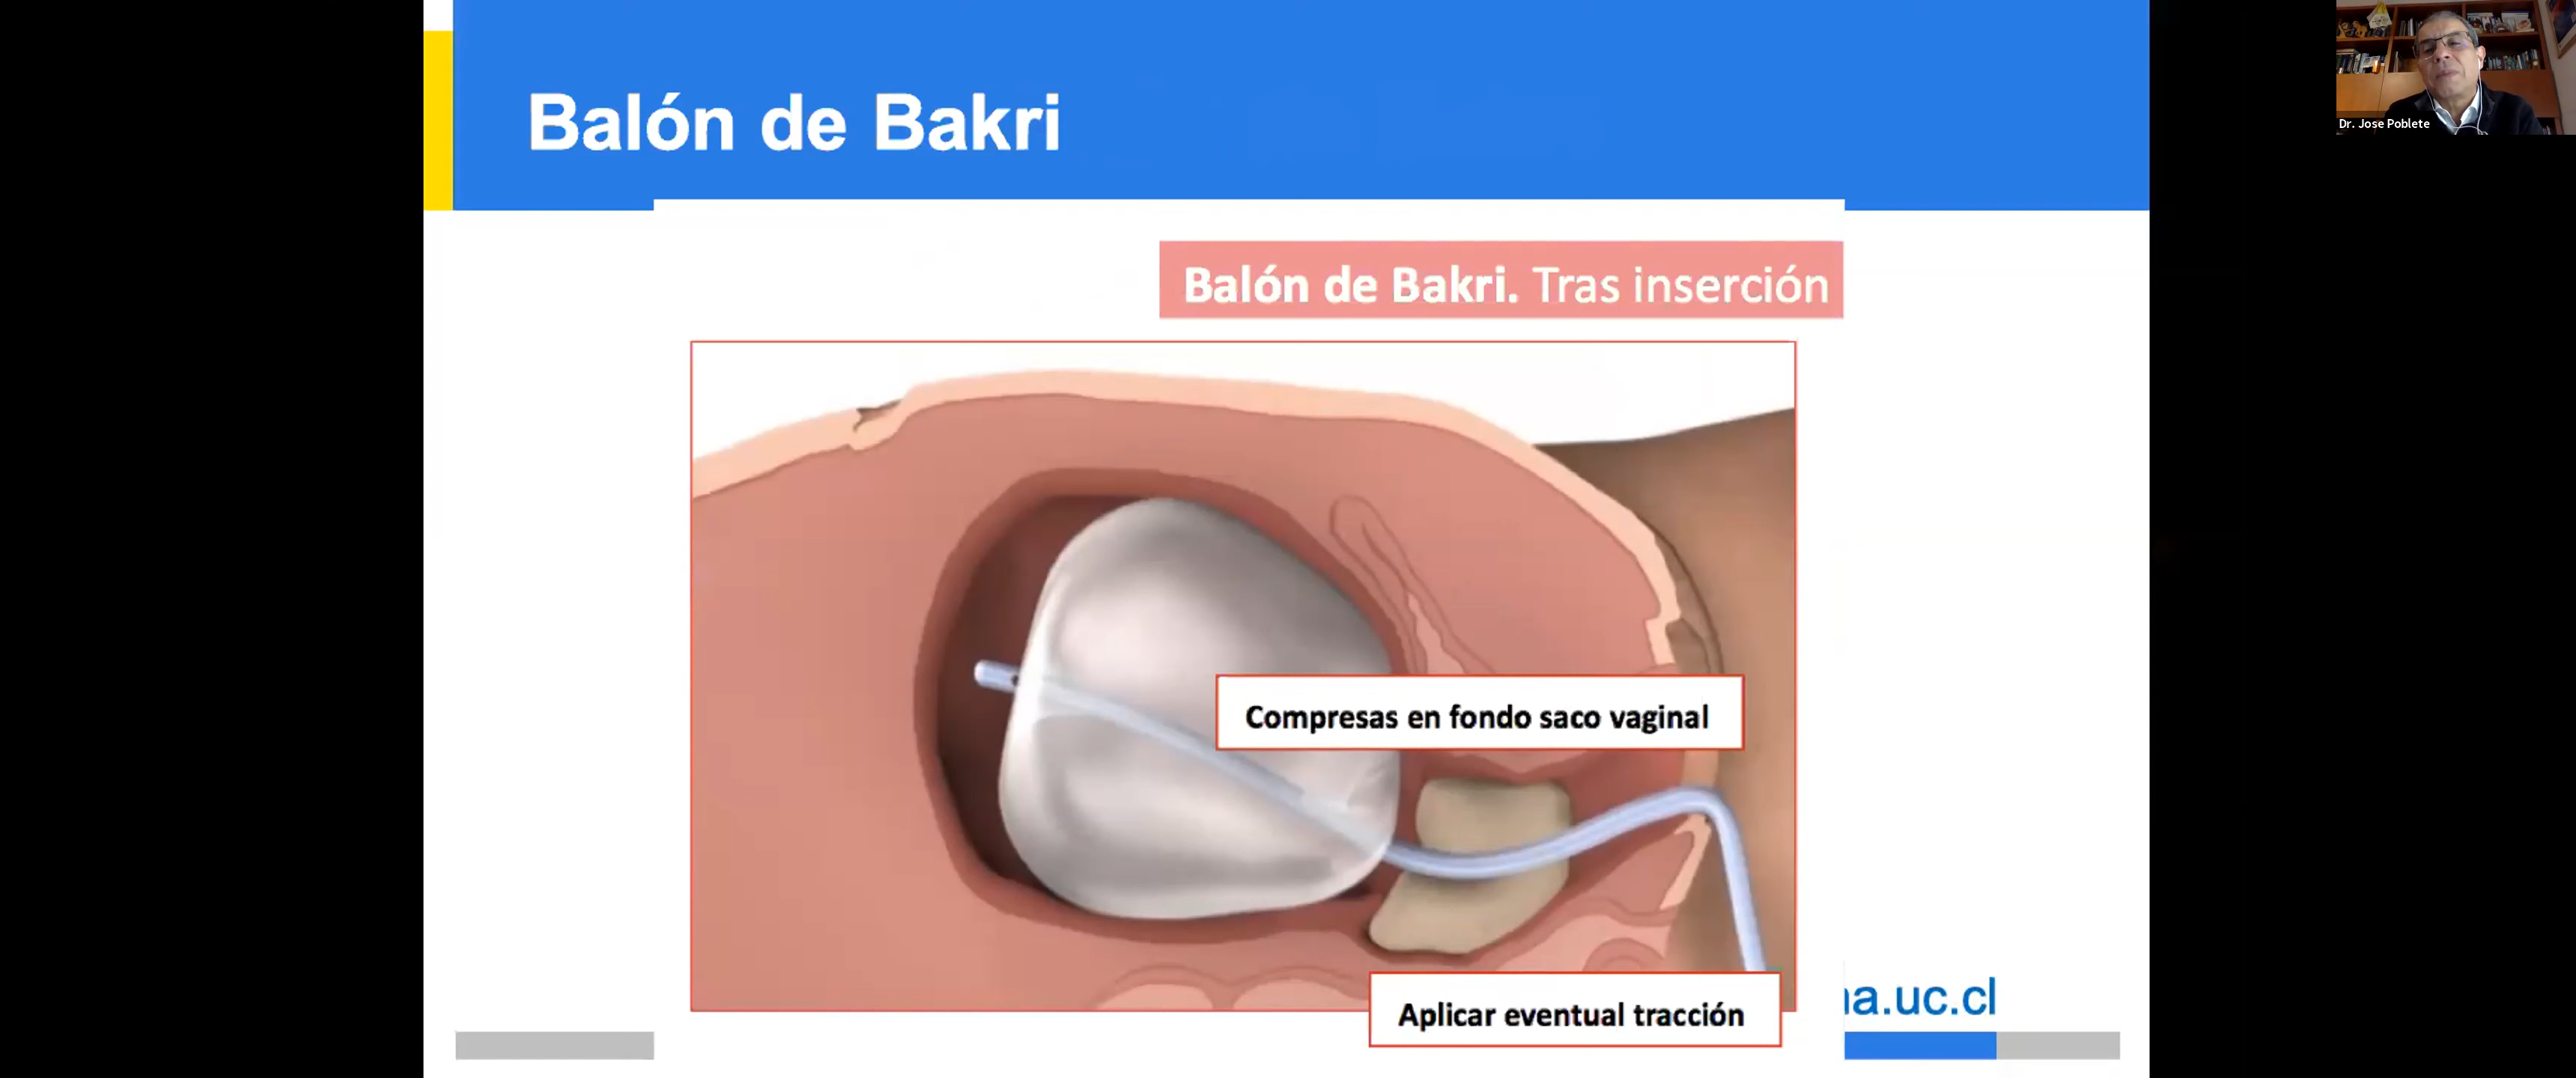 Balón de Bakri
Dr. Jose Poblete
Balón de Bakri. Tras inserción
Compresas en fondo saco vaginal
Aplicar eventual tracción
a.uc.cl